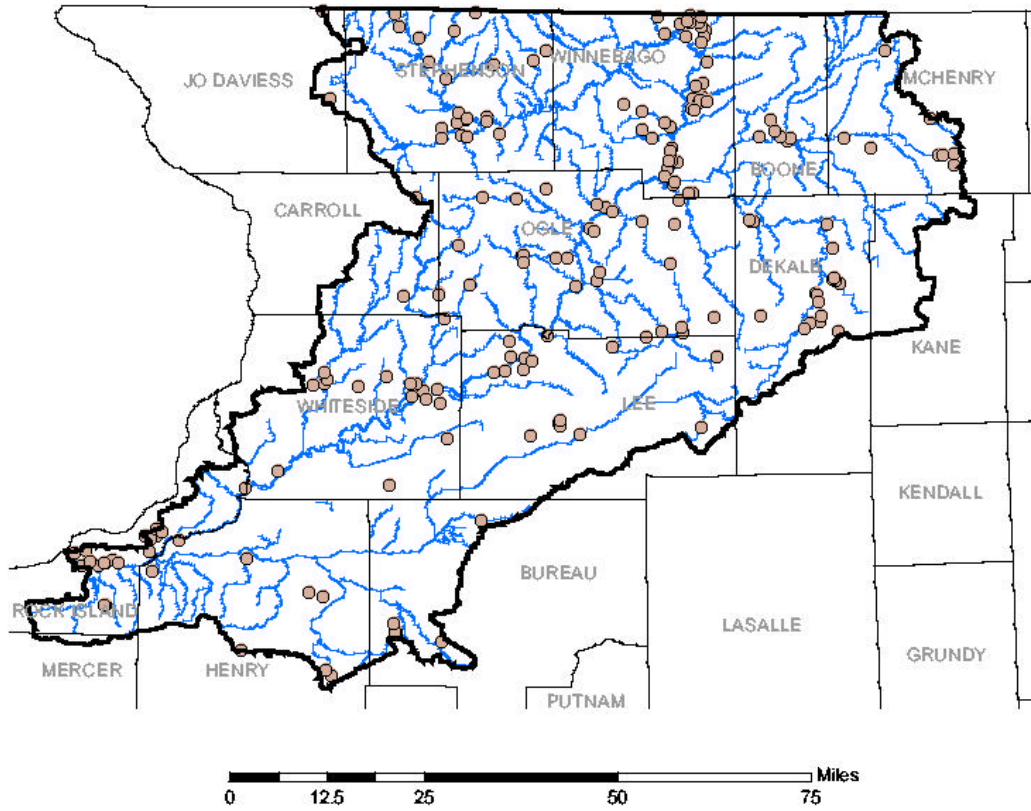 JO DAVIESS
STEPHENSON
WINNEBAGO
MCHENRY
BOONE
CARROLL
OGLE
DEKALB
KANE
WHITESIDE
LEE
KENDALL
BUREAU
ROCK ISLAND
LASALLE
MERCER
HENRY
GRUNDY
PUTNAM
Miles
0 12.5 25 50 75